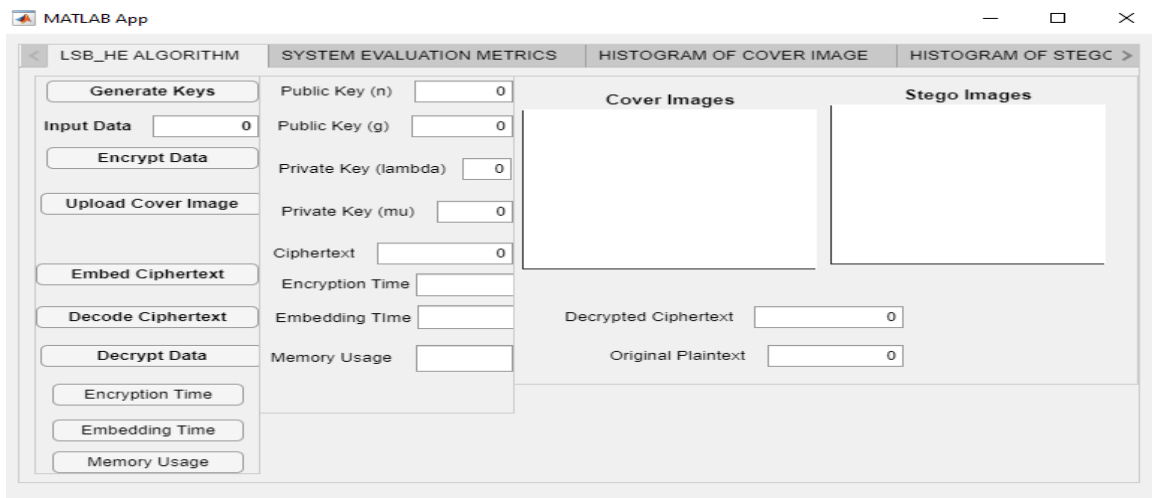 MATLAB App
< LSB_HE ALGORITHM SYSTEM EVALUATION METRICS HISTOGRAM OF COVER IMAGE HISTOGRAM OF STEGC >
Generate Keys
Input Data 0
Encrypt Data
Upload Cover Image
Embed Ciphertext
Decode Ciphertext
Decrypt Data
Encryption Time
Embedding Time
Memory Usage
Public Key (n) 0
Public Key (g) 0
Private Key (lambda) 0
Private Key (mu) 0
Ciphertext 0
Encryption Time
Embedding TIme
Memory Usage
Cover Images
Stego Images
Decrypted Ciphertext 0
Original Plaintext 0